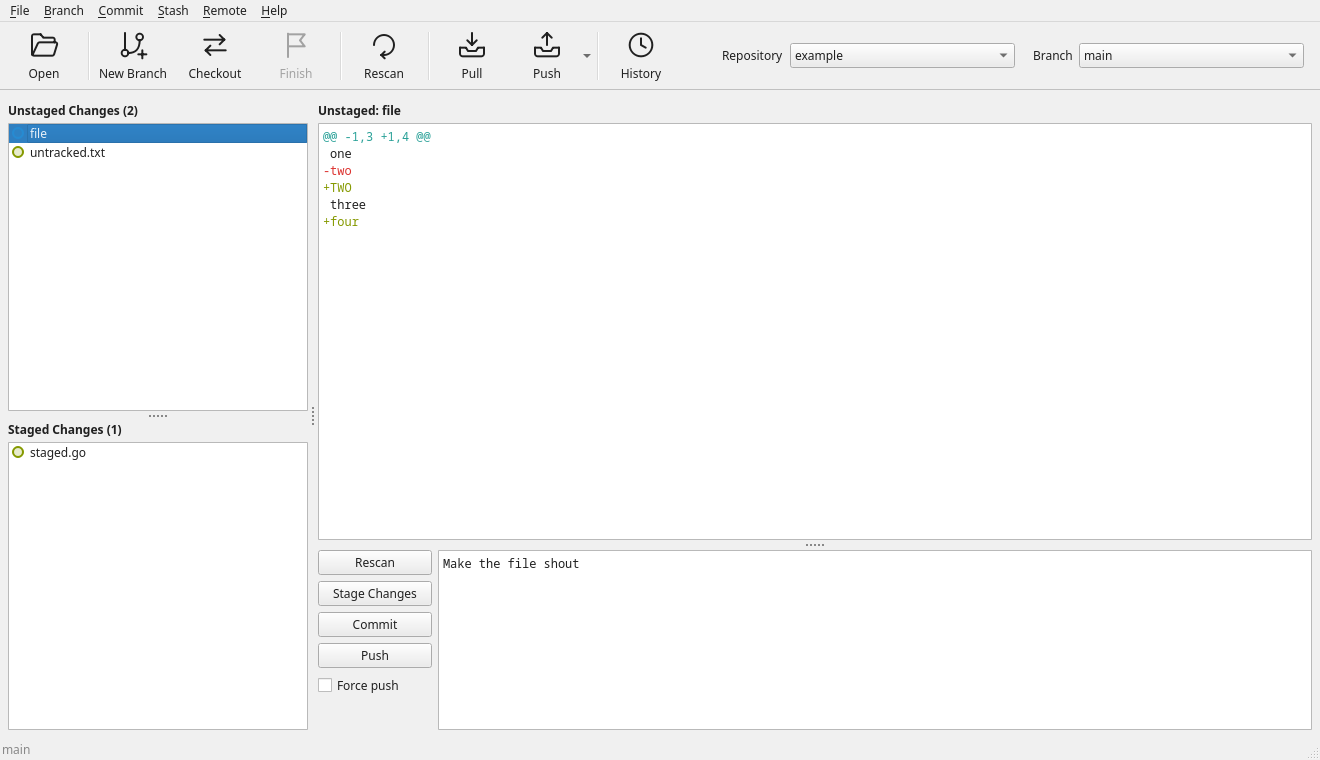 File Branch Commit Stash Remote Help
Open New Branch Checkout Finish Rescan Pull Push History Repository example Branch main
Unstaged Changes (2)
file
untracked.txt
Staged Changes (1)
staged.go
Unstaged: file
@@ -1,3 +1,4 @@
 one
-two
+TWO
 three
+four
Rescan
Stage Changes
Commit
Push
Force push
Make the file shout
main